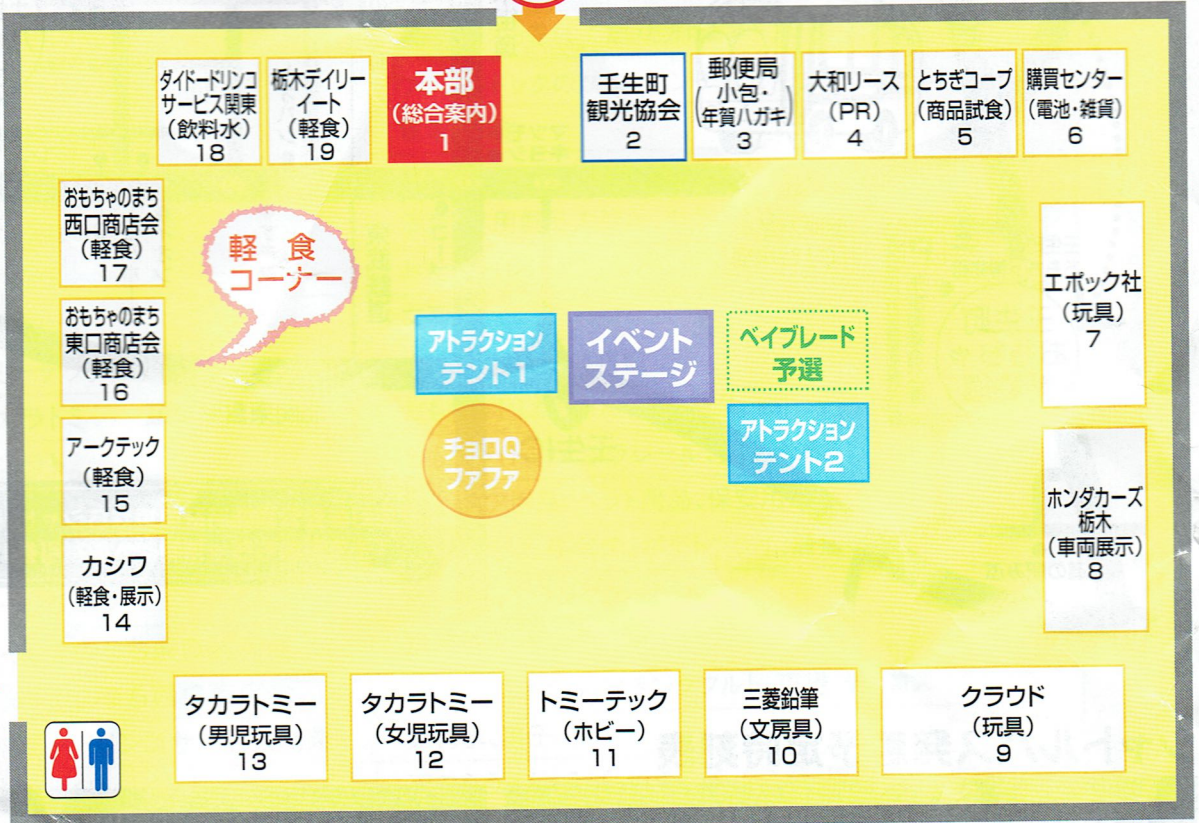 ダイドードリンコ
サービス関東
(飲料水)
18
栃木デイリー
イート
(軽食)
19
本部
(総合案内)
1
壬生町
観光協会
2
郵便局
(小包・
年賀ハガキ)
3
大和リース
(PR)
4
とちぎコープ
(商品試食)
5
購買センター
(電池・雑貨)
6
おもちゃのまち
西口商店会
(軽食)
17
軽 食
コーナー
エポック社
(玩具)
7
おもちゃのまち
東口商店会
(軽食)
16
アトラクション
テント1
イベント
ステージ
ベイブレード
予選
アークテック
(軽食)
15
チョロQ
ファファ
アトラクション
テント2
ホンダカーズ
栃木
(車両展示)
8
カシワ
(軽食・展示)
14
タカラトミー
(男児玩具)
13
タカラトミー
(女児玩具)
12
トミーテック
(ホビー)
11
三菱鉛筆
(文房具)
10
クラウド
(玩具)
9